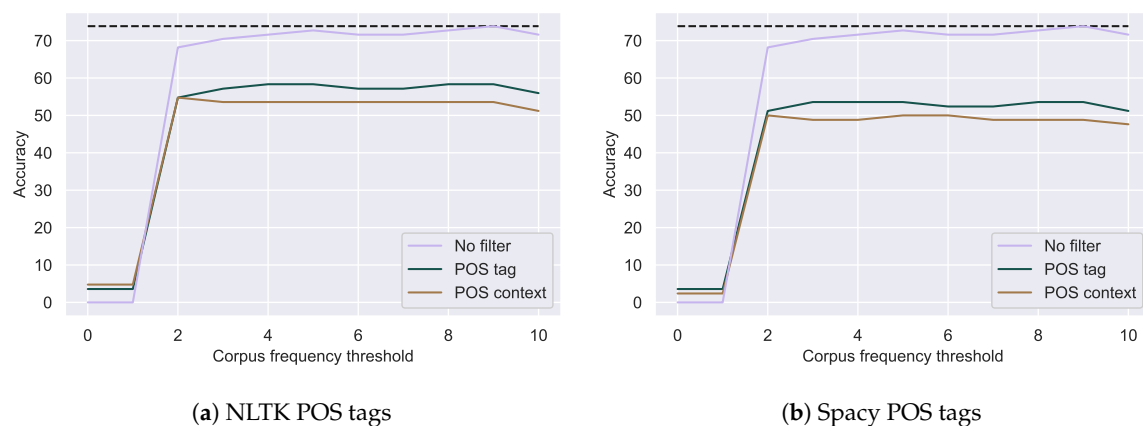 70
60
50
40
30
20
10
0
Accuracy
No filter
POS tag
POS context
0 2 4 6 8 10
Corpus frequency threshold
(a) NLTK POS tags
70
60
50
40
30
20
10
0
Accuracy
No filter
POS tag
POS context
0 2 4 6 8 10
Corpus frequency threshold
(b) Spacy POS tags